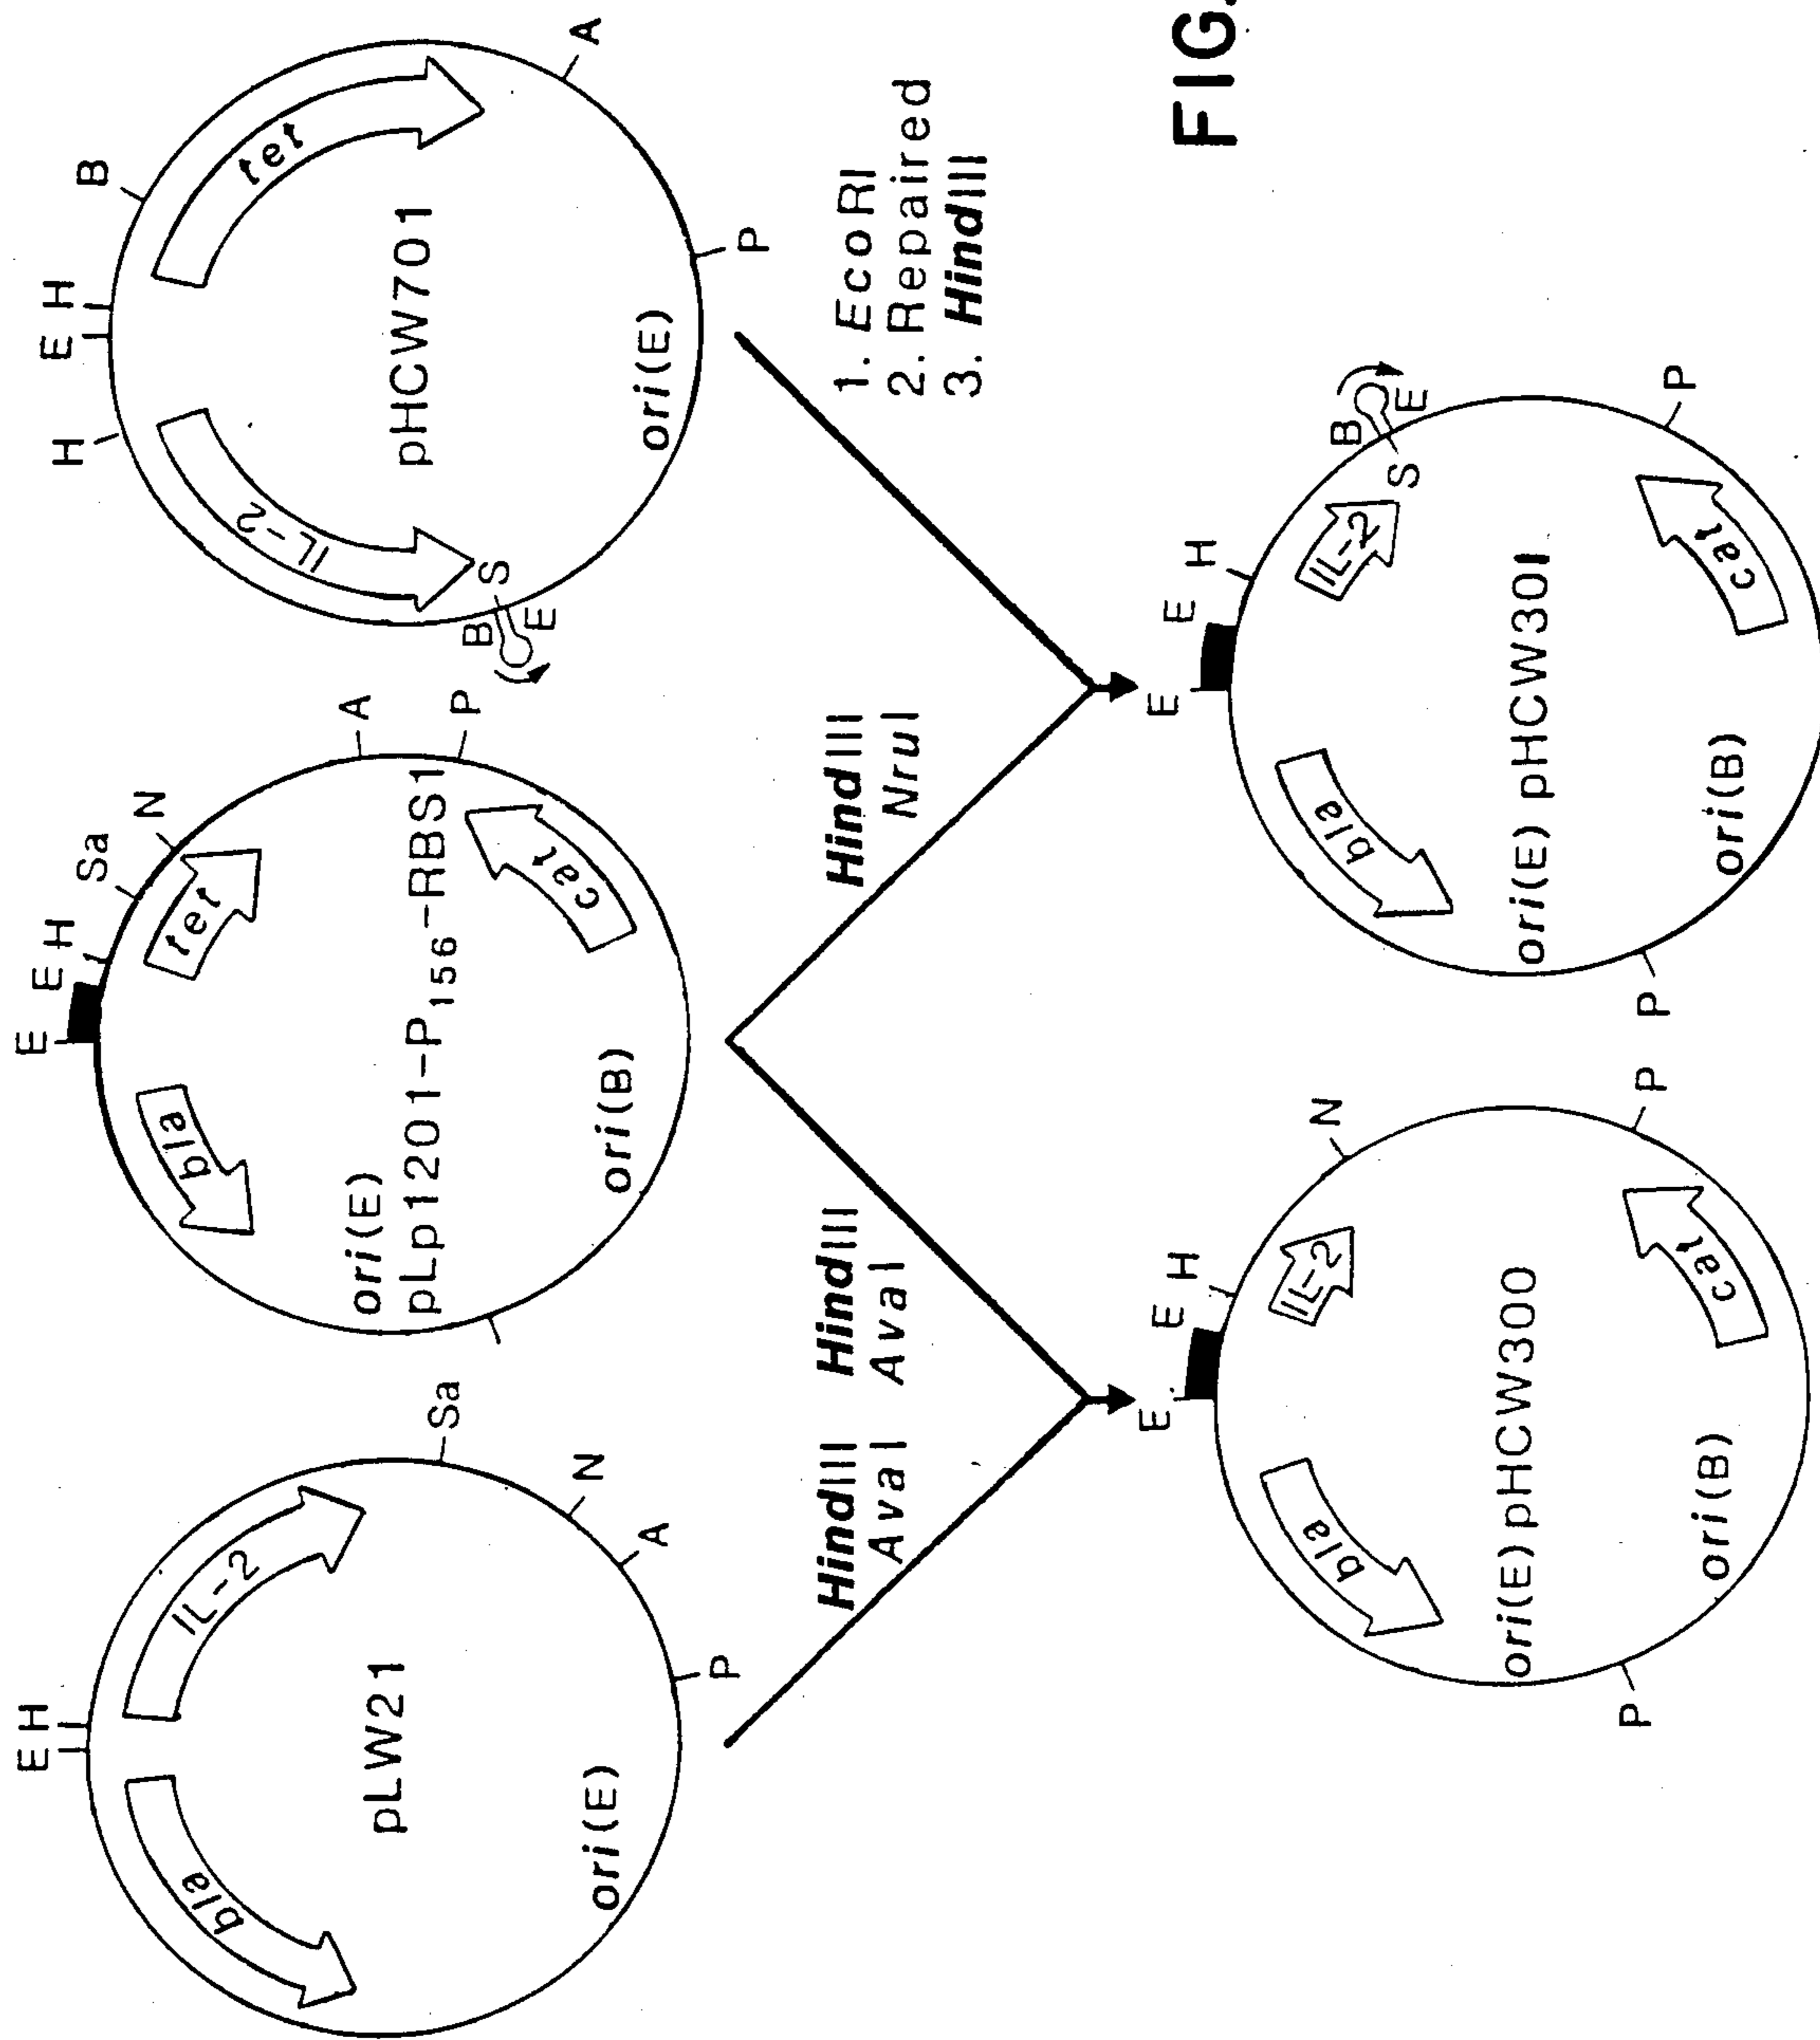 E H
bla
IL-2
Sa
N
A
P
pLW21
ori(E)
E
E H
Sa
N
A
P
bla
tet
cat
ori(E)
pLp1201-P156-RBS1
ori(B)
H
E H
B
A
P
IL-2
tet
S
B
E
pHCW701
ori(E)
HindIII
AvaI
HindIII
AvaI
HindIII
NruI
1. EcoRI
2. Repaired
3. HindIII
E
E H
N
P
P
bla
IL-2
cat
ori(E) pHCW300
ori(B)
E
E H
B
S
E
P
P
bla
IL-2
cat
ori(E) pHCW301
ori(B)
FIG.